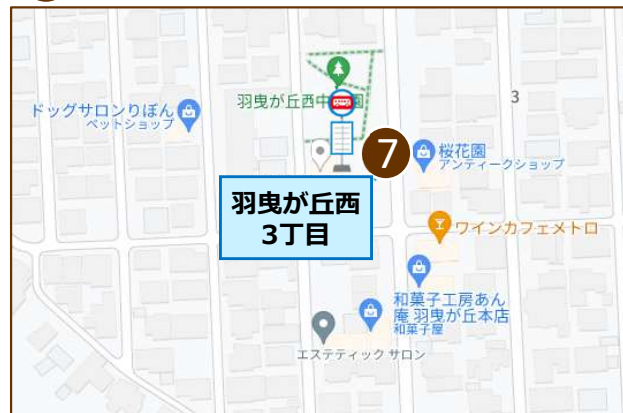 羽曳が丘西中
園
3
ドッグサロンりぼん
ペットショップ
7
桜花園
アンティークショップ
羽曳が丘西
3丁目
ワインカフェメトロ
和菓子工房あん
庵 羽曳が丘本店
和菓子屋
エステティック サロン